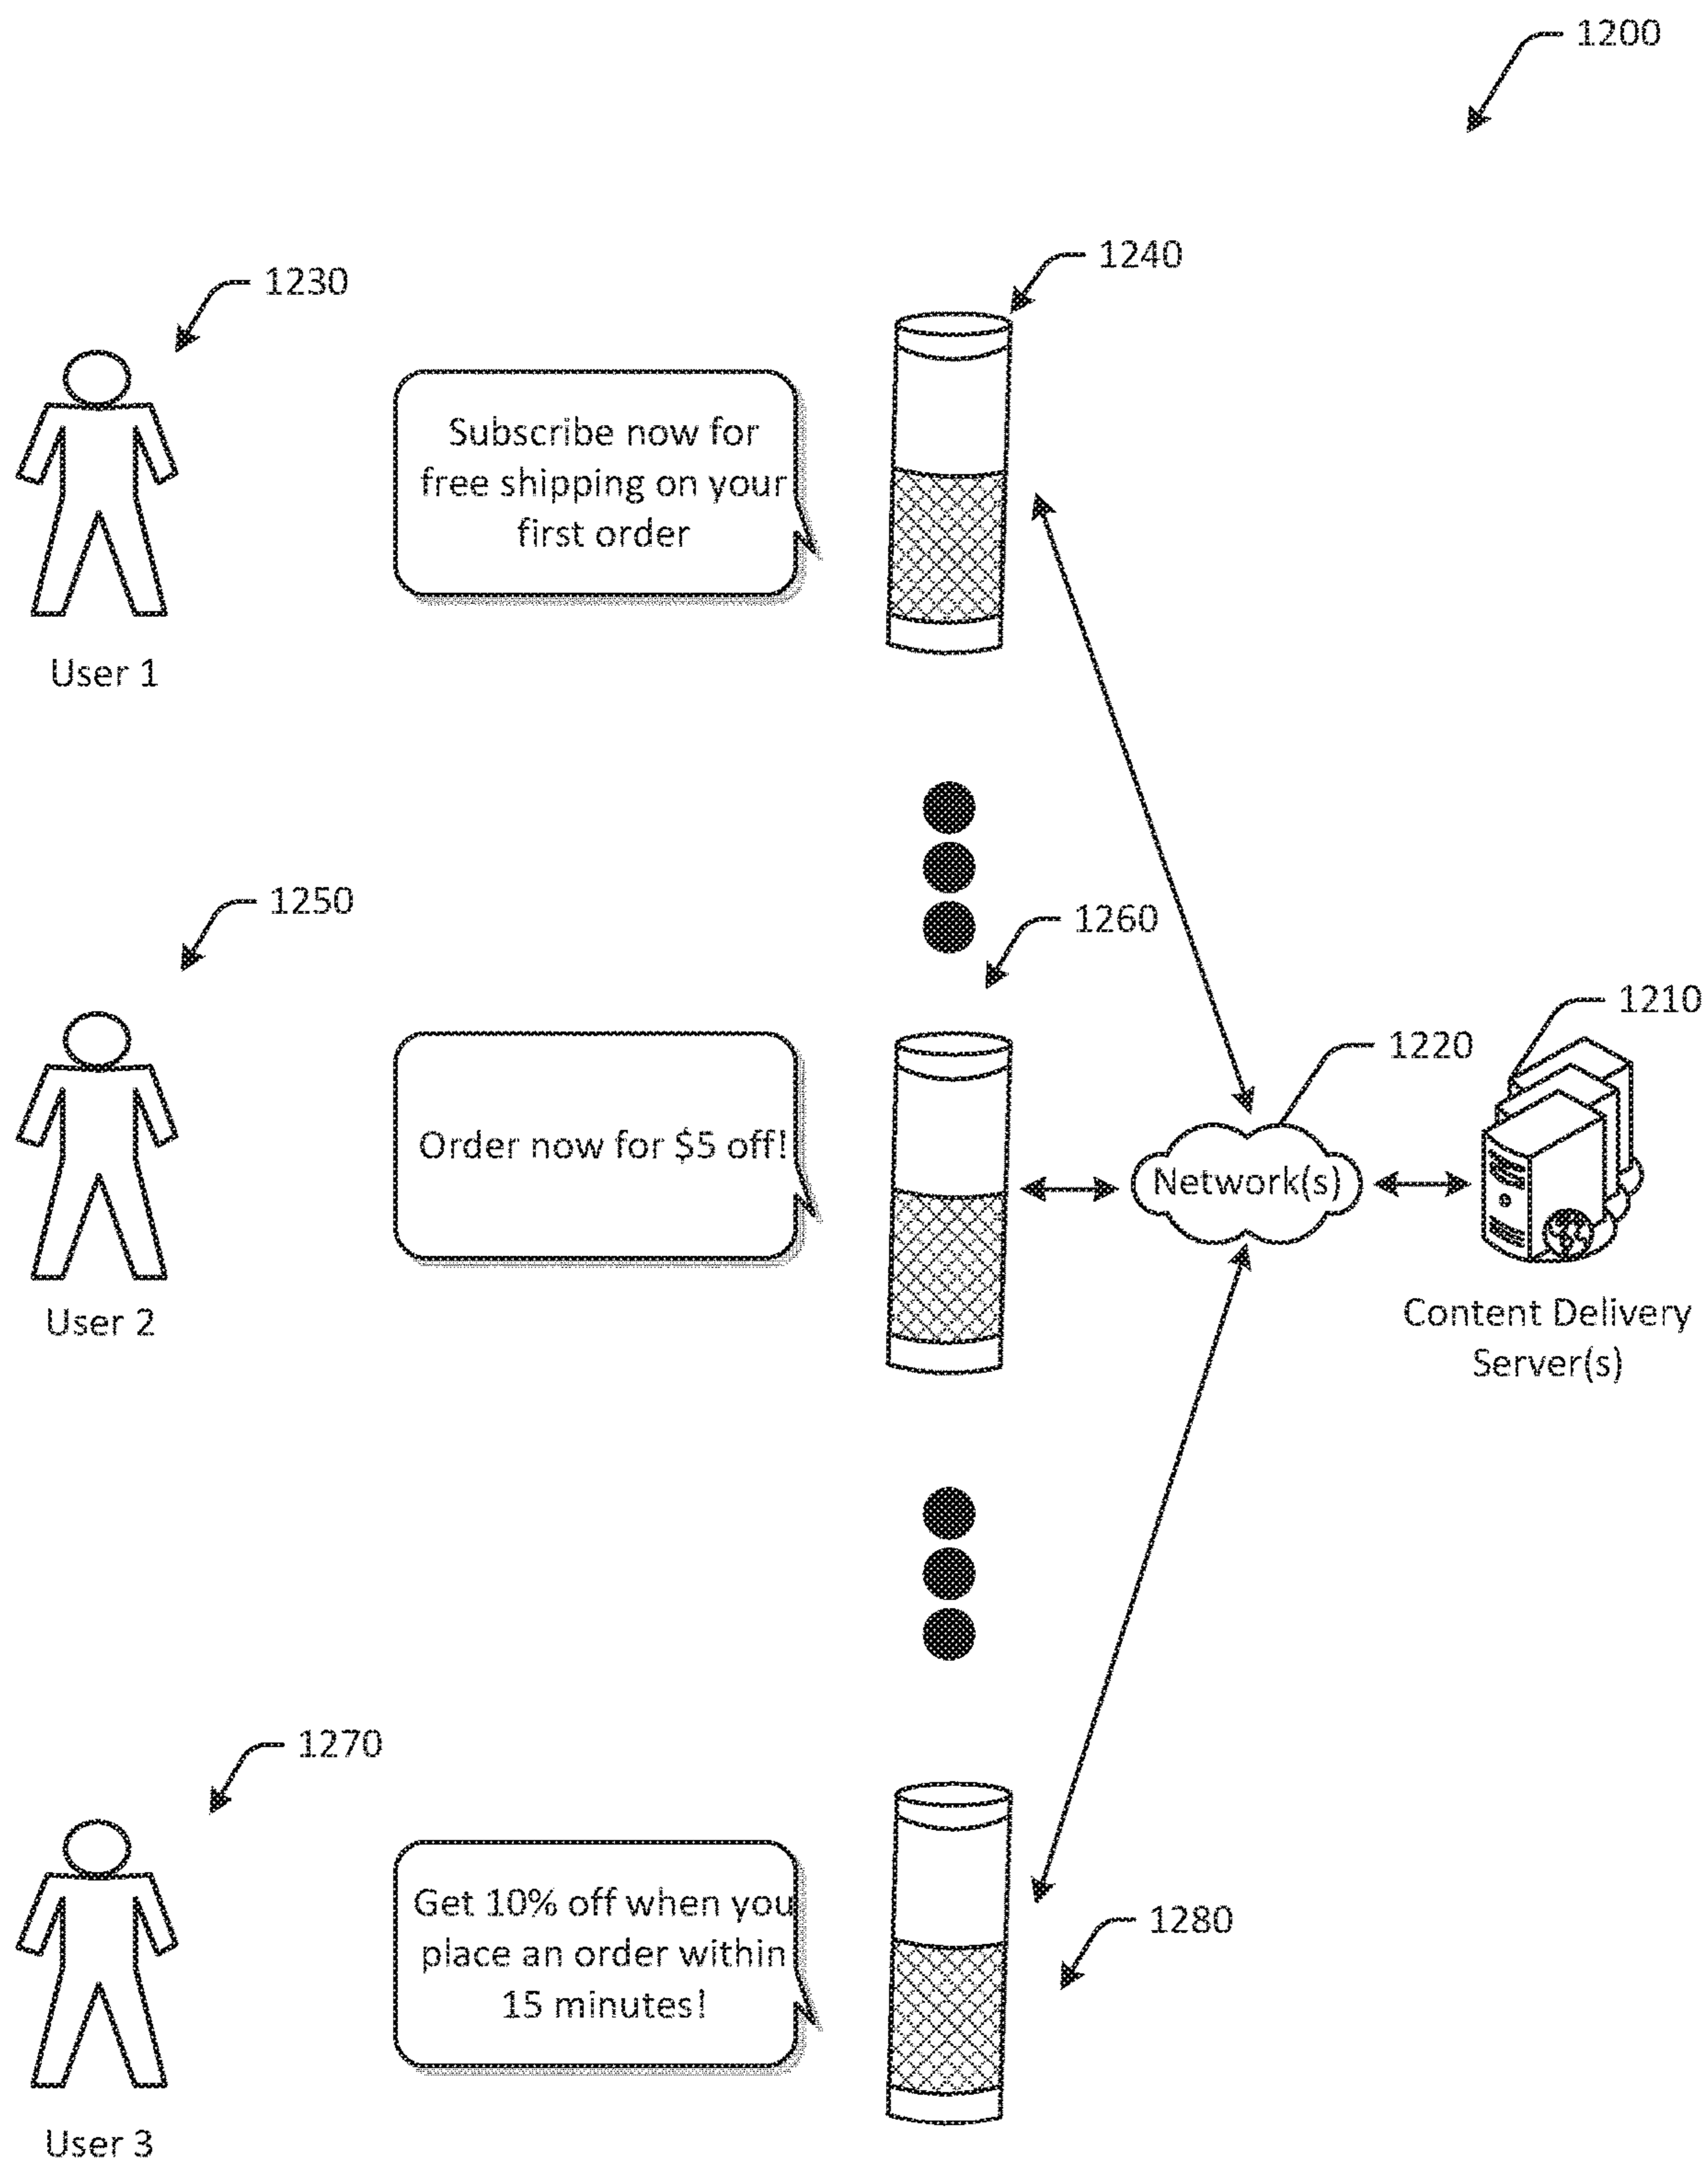 1200
1240
1230
Subscribe now for
free shipping on your
first order
User 1
1250
1260
1210
1220
Order now for $5 off!
Network(s)
Content Delivery
Server(s)
User 2
1270
Get 10% off when you
place an order within
15 minutes!
1280
User 3